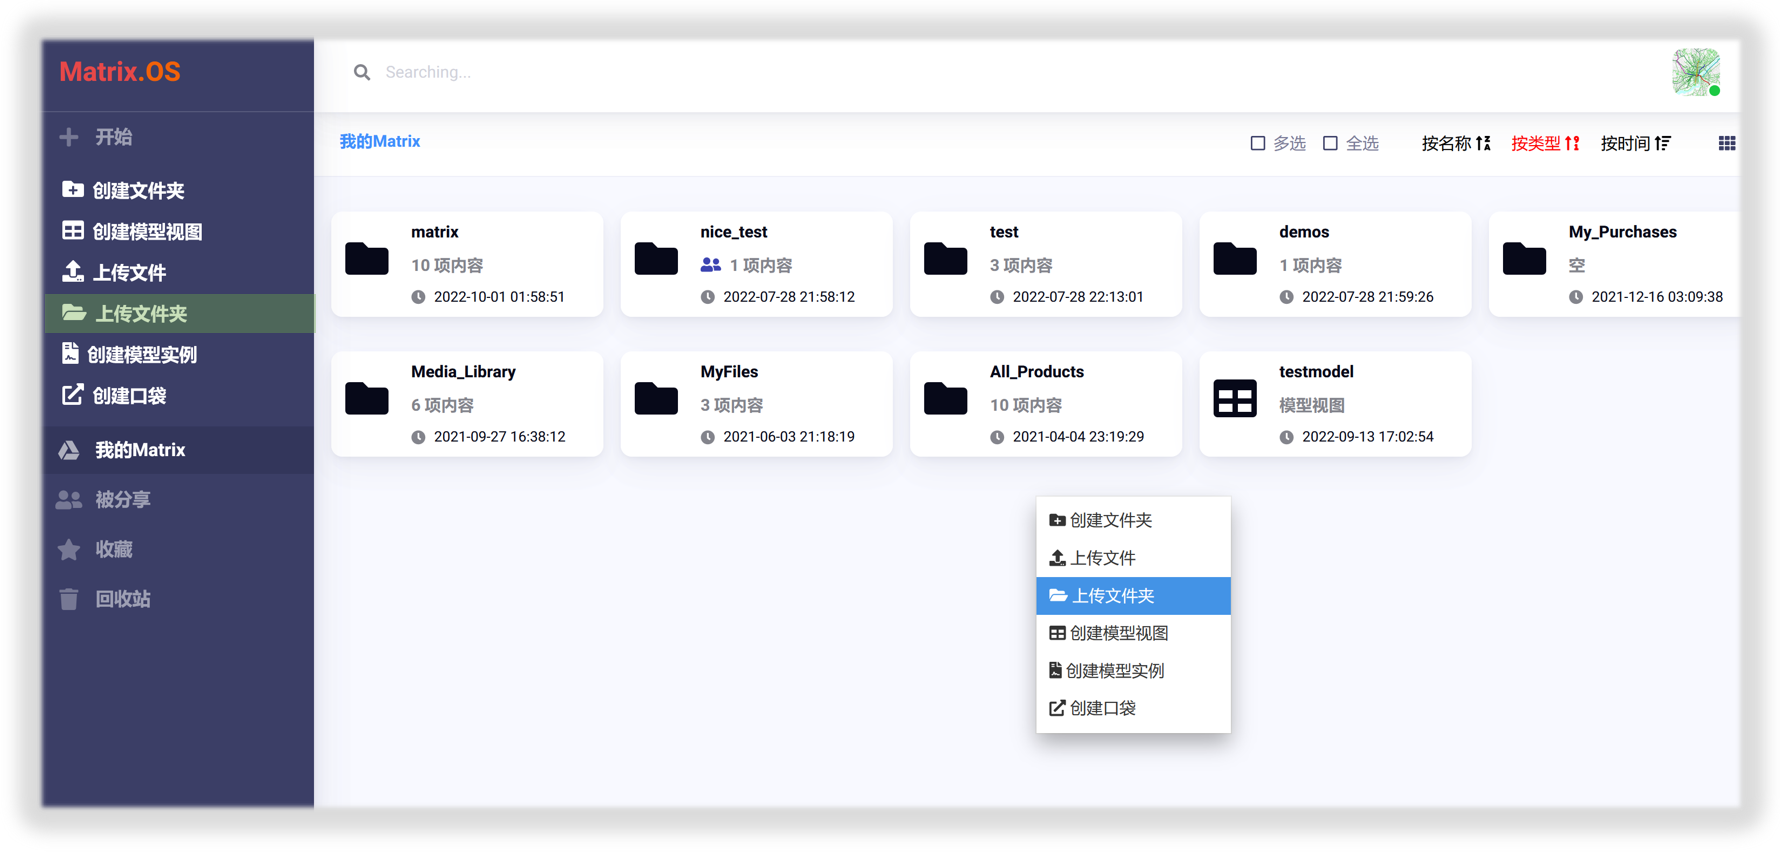 Matrix.OS
Searching...
开始
创建文件夹
创建模型视图
上传文件
上传文件夹
创建模型实例
创建口袋
我的Matrix
被分享
收藏
回收站
我的Matrix
多选 全选 按名称 按类型 按时间
matrix
10 项内容
2022-10-01 01:58:51
nice_test
1 项内容
2022-07-28 21:58:12
test
3 项内容
2022-07-28 22:13:01
demos
1 项内容
2022-07-28 21:59:26
My_Purchases
空
2021-12-16 03:09:38
Media_Library
6 项内容
2021-09-27 16:38:12
MyFiles
3 项内容
2021-06-03 21:18:19
All_Products
10 项内容
2021-04-04 23:19:29
testmodel
模型视图
2022-09-13 17:02:54
创建文件夹
上传文件
上传文件夹
创建模型视图
创建模型实例
创建口袋